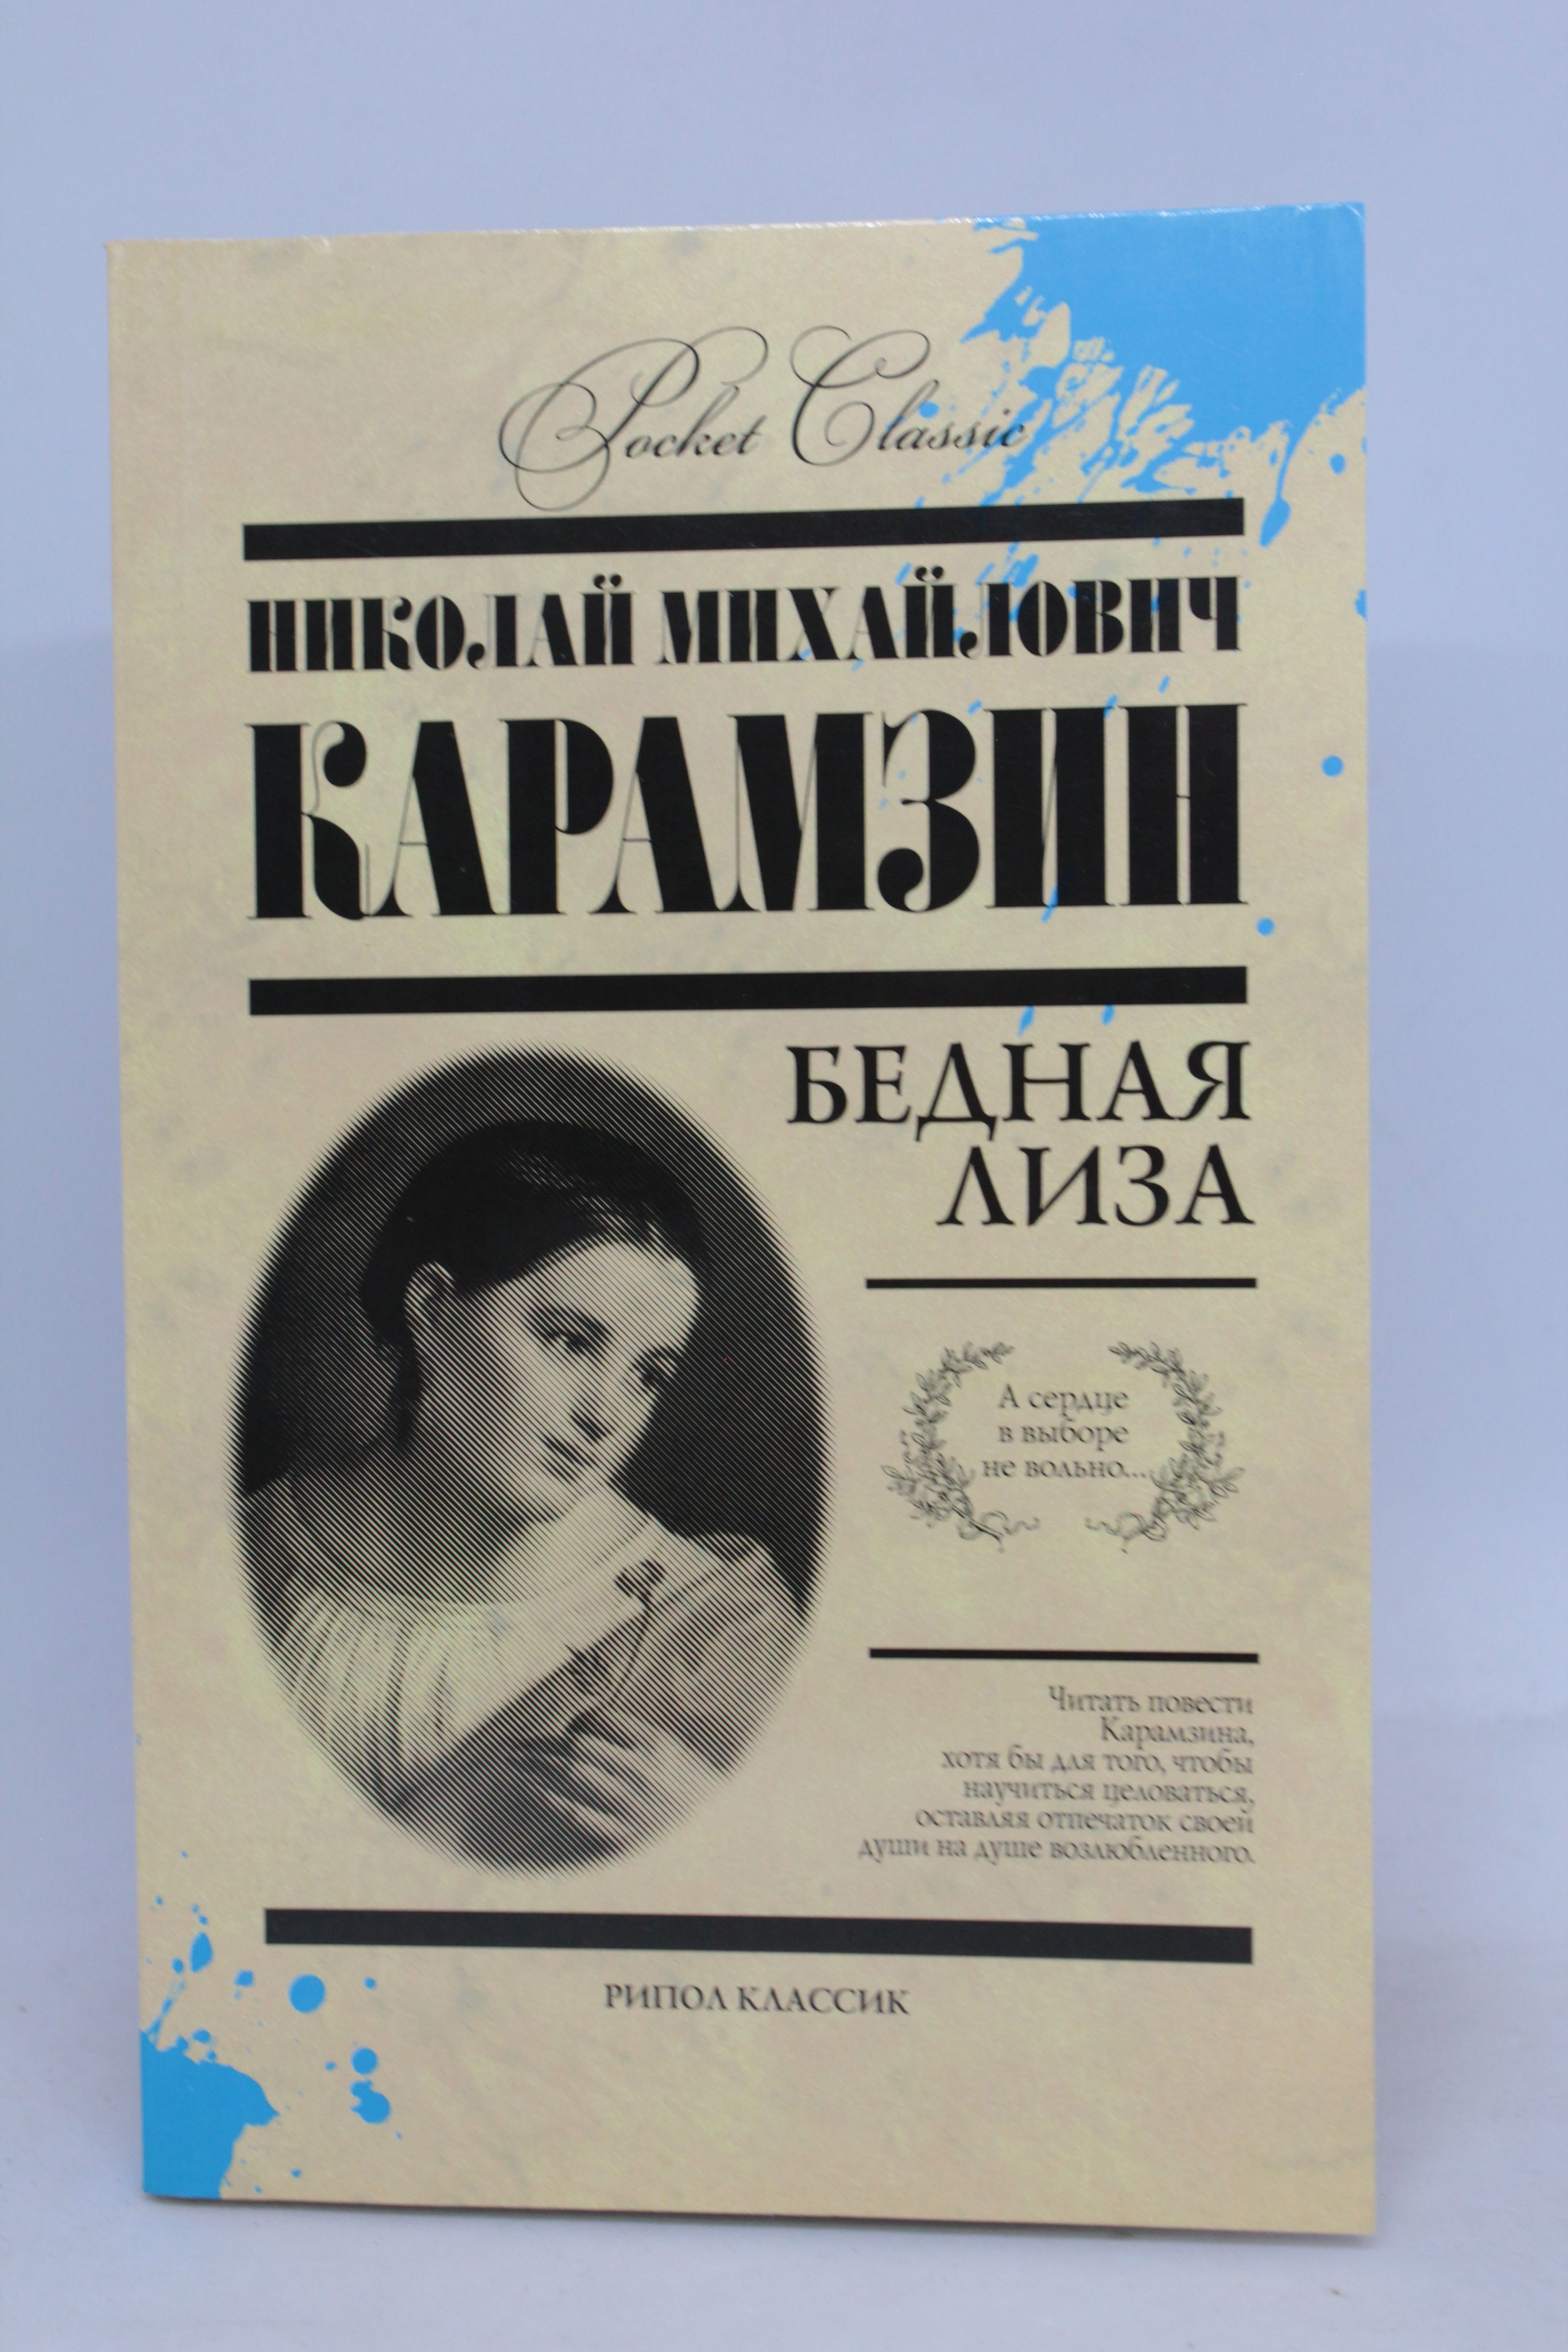 Pocket Classic
НИКОЛАЙ МИХАЙЛОВИЧ
КАРАМЗИН
БЕДНАЯ
ЛИЗА
А сердце
в выборе
не вольно...
Читать повести
Карамзина,
хотя бы для того, чтобы
научиться целоваться,
оставляя отпечаток своей
души на душе возлюбленного.
РИПОЛ КЛАССИК